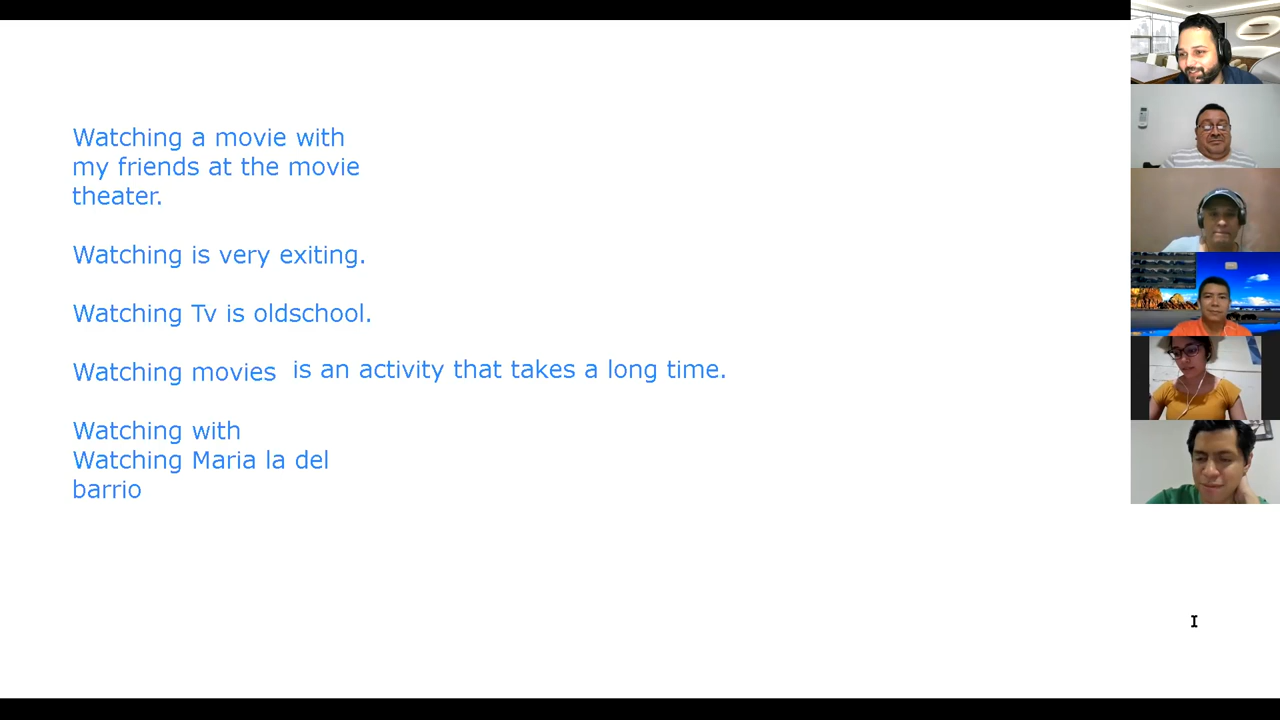 Watching a movie with
my friends at the movie
theater.
Watching is very exiting.
Watching Tv is oldschool.
Watching movies is an activity that takes a long time.
Watching with
Watching Maria la del
barrio